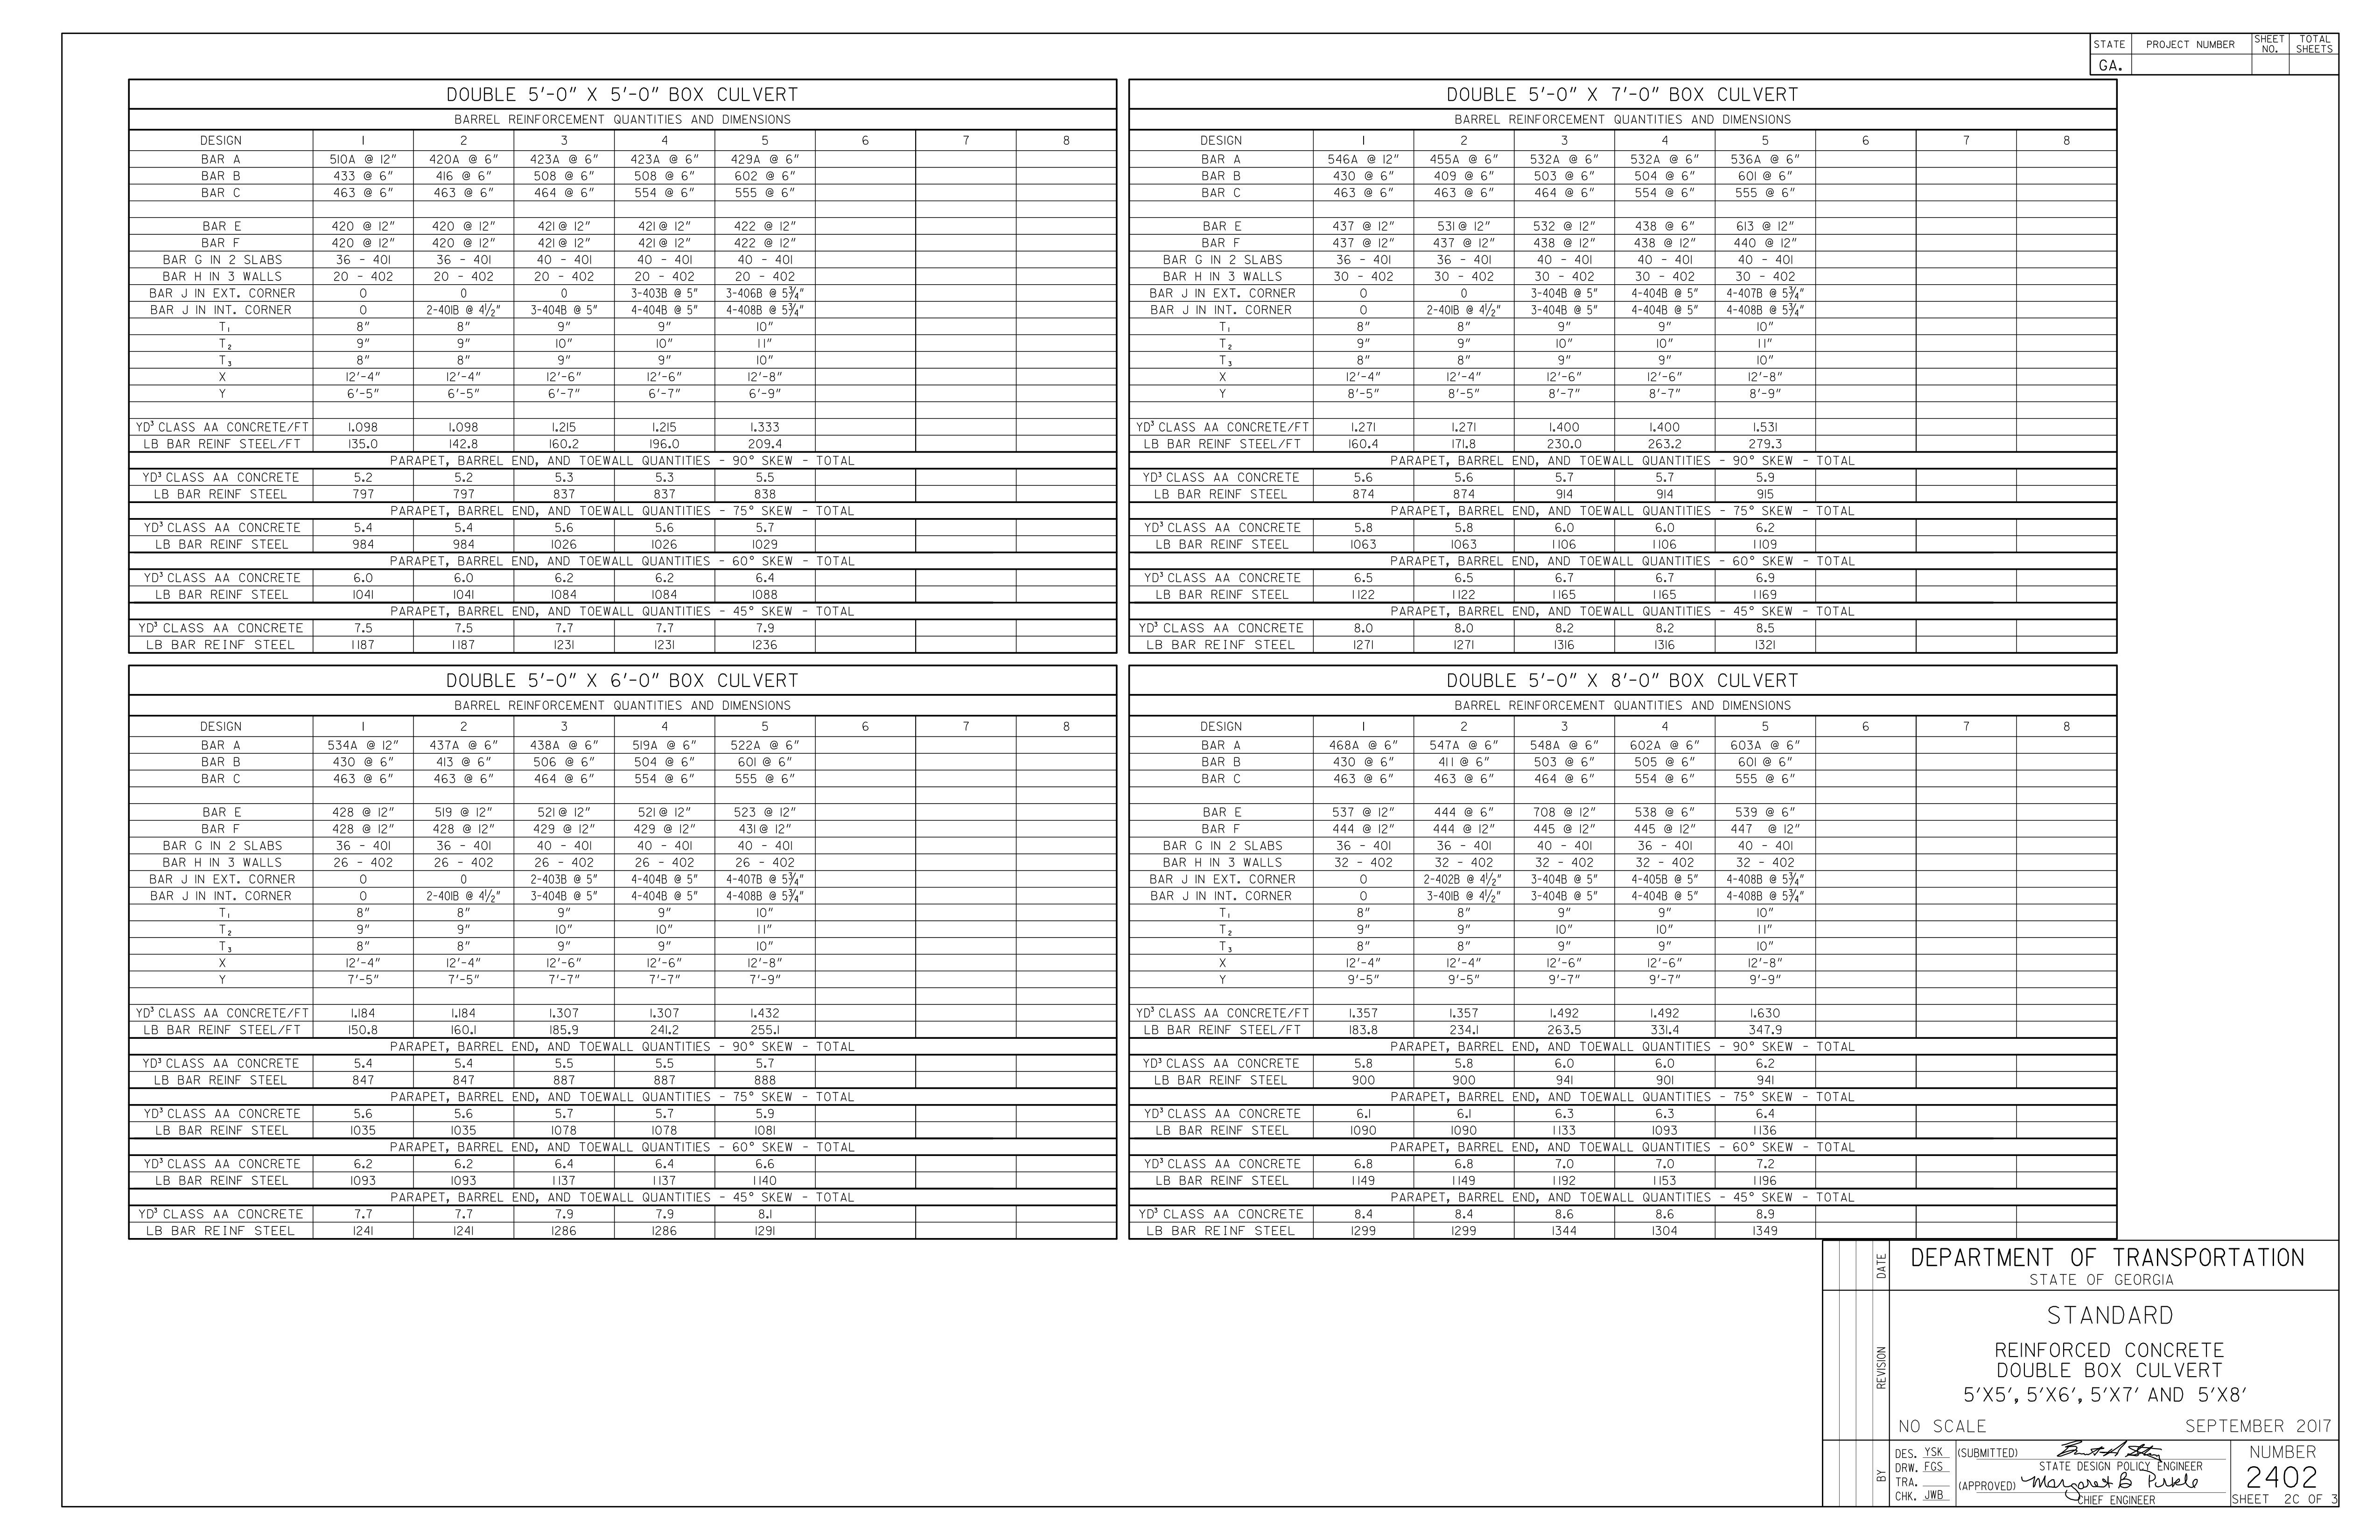 STATE PROJECT NUMBER SHEET NO. TOTAL SHEETS
GA.
DOUBLE 5'-0" X 5'-0" BOX CULVERT
BARREL REINFORCEMENT QUANTITIES AND DIMENSIONS
DESIGN 1 2 3 4 5 6 7 8
BAR A 510A @ 12" 420A @ 6" 423A @ 6" 423A @ 6" 429A @ 6"
BAR B 433 @ 6" 416 @ 6" 508 @ 6" 508 @ 6" 602 @ 6"
BAR C 463 @ 6" 463 @ 6" 464 @ 6" 554 @ 6" 555 @ 6"
BAR E 420 @ 12" 420 @ 12" 421 @ 12" 421 @ 12" 422 @ 12"
BAR F 420 @ 12" 420 @ 12" 421 @ 12" 421 @ 12" 422 @ 12"
BAR G IN 2 SLABS 36 - 401 36 - 401 40 - 401 40 - 401 40 - 401
BAR H IN 3 WALLS 20 - 402 20 - 402 20 - 402 20 - 402 20 - 402
BAR J IN EXT. CORNER 0 0 0 3-403B @ 5" 3-406B @ 5¾"
BAR J IN INT. CORNER 0 2-401B @ 4½" 3-404B @ 5" 4-404B @ 5" 4-408B @ 5¾"
T₁ 8" 8" 9" 9" 10"
T₂ 9" 9" 10" 10" 11"
T₃ 8" 8" 9" 9" 10"
X 12'-4" 12'-4" 12'-6" 12'-6" 12'-8"
Y 6'-5" 6'-5" 6'-7" 6'-7" 6'-9"
YD³ CLASS AA CONCRETE/FT 1.098 1.098 1.215 1.215 1.333
LB BAR REINF STEEL/FT 135.0 142.8 160.2 196.0 209.4
PARAPET, BARREL END, AND TOEWALL QUANTITIES - 90° SKEW - TOTAL
YD³ CLASS AA CONCRETE 5.2 5.2 5.3 5.3 5.5
LB BAR REINF STEEL 797 797 837 837 838
PARAPET, BARREL END, AND TOEWALL QUANTITIES - 75° SKEW - TOTAL
YD³ CLASS AA CONCRETE 5.4 5.4 5.6 5.6 5.7
LB BAR REINF STEEL 984 984 1026 1026 1029
PARAPET, BARREL END, AND TOEWALL QUANTITIES - 60° SKEW - TOTAL
YD³ CLASS AA CONCRETE 6.0 6.0 6.2 6.2 6.4
LB BAR REINF STEEL 1041 1041 1084 1084 1088
PARAPET, BARREL END, AND TOEWALL QUANTITIES - 45° SKEW - TOTAL
YD³ CLASS AA CONCRETE 7.5 7.5 7.7 7.7 7.9
LB BAR REINF STEEL 1187 1187 1231 1231 1236
DOUBLE 5'-0" X 7'-0" BOX CULVERT
BARREL REINFORCEMENT QUANTITIES AND DIMENSIONS
DESIGN 1 2 3 4 5 6 7 8
BAR A 546A @ 12" 455A @ 6" 532A @ 6" 532A @ 6" 536A @ 6"
BAR B 430 @ 6" 409 @ 6" 503 @ 6" 504 @ 6" 601 @ 6"
BAR C 463 @ 6" 463 @ 6" 464 @ 6" 554 @ 6" 555 @ 6"
BAR E 437 @ 12" 531 @ 12" 532 @ 12" 438 @ 6" 613 @ 12"
BAR F 437 @ 12" 437 @ 12" 438 @ 12" 438 @ 12" 440 @ 12"
BAR G IN 2 SLABS 36 - 401 36 - 401 40 - 401 40 - 401 40 - 401
BAR H IN 3 WALLS 30 - 402 30 - 402 30 - 402 30 - 402 30 - 402
BAR J IN EXT. CORNER 0 0 3-404B @ 5" 4-404B @ 5" 4-407B @ 5¾"
BAR J IN INT. CORNER 0 2-401B @ 4½" 3-404B @ 5" 4-404B @ 5" 4-408B @ 5¾"
T₁ 8" 8" 9" 9" 10"
T₂ 9" 9" 10" 10" 11"
T₃ 8" 8" 9" 9" 10"
X 12'-4" 12'-4" 12'-6" 12'-6" 12'-8"
Y 8'-5" 8'-5" 8'-7" 8'-7" 8'-9"
YD³ CLASS AA CONCRETE/FT 1.271 1.271 1.400 1.400 1.531
LB BAR REINF STEEL/FT 160.4 171.8 230.0 263.2 279.3
PARAPET, BARREL END, AND TOEWALL QUANTITIES - 90° SKEW - TOTAL
YD³ CLASS AA CONCRETE 5.6 5.6 5.7 5.7 5.9
LB BAR REINF STEEL 874 874 914 914 915
PARAPET, BARREL END, AND TOEWALL QUANTITIES - 75° SKEW - TOTAL
YD³ CLASS AA CONCRETE 5.8 5.8 6.0 6.0 6.2
LB BAR REINF STEEL 1063 1063 1106 1106 1109
PARAPET, BARREL END, AND TOEWALL QUANTITIES - 60° SKEW - TOTAL
YD³ CLASS AA CONCRETE 6.5 6.5 6.7 6.7 6.9
LB BAR REINF STEEL 1122 1122 1165 1165 1169
PARAPET, BARREL END, AND TOEWALL QUANTITIES - 45° SKEW - TOTAL
YD³ CLASS AA CONCRETE 8.0 8.0 8.2 8.2 8.5
LB BAR REINF STEEL 1271 1271 1316 1316 1321
DOUBLE 5'-0" X 6'-0" BOX CULVERT
BARREL REINFORCEMENT QUANTITIES AND DIMENSIONS
DESIGN 1 2 3 4 5 6 7 8
BAR A 534A @ 12" 437A @ 6" 438A @ 6" 519A @ 6" 522A @ 6"
BAR B 430 @ 6" 413 @ 6" 506 @ 6" 504 @ 6" 601 @ 6"
BAR C 463 @ 6" 463 @ 6" 464 @ 6" 554 @ 6" 555 @ 6"
BAR E 428 @ 12" 519 @ 12" 521 @ 12" 521 @ 12" 523 @ 12"
BAR F 428 @ 12" 428 @ 12" 429 @ 12" 429 @ 12" 431 @ 12"
BAR G IN 2 SLABS 36 - 401 36 - 401 40 - 401 40 - 401 40 - 401
BAR H IN 3 WALLS 26 - 402 26 - 402 26 - 402 26 - 402 26 - 402
BAR J IN EXT. CORNER 0 0 2-403B @ 5" 4-404B @ 5" 4-407B @ 5¾"
BAR J IN INT. CORNER 0 2-401B @ 4½" 3-404B @ 5" 4-404B @ 5" 4-408B @ 5¾"
T₁ 8" 8" 9" 9" 10"
T₂ 9" 9" 10" 10" 11"
T₃ 8" 8" 9" 9" 10"
X 12'-4" 12'-4" 12'-6" 12'-6" 12'-8"
Y 7'-5" 7'-5" 7'-7" 7'-7" 7'-9"
YD³ CLASS AA CONCRETE/FT 1.184 1.184 1.307 1.307 1.432
LB BAR REINF STEEL/FT 150.8 160.1 185.9 241.2 255.1
PARAPET, BARREL END, AND TOEWALL QUANTITIES - 90° SKEW - TOTAL
YD³ CLASS AA CONCRETE 5.4 5.4 5.5 5.5 5.7
LB BAR REINF STEEL 847 847 887 887 888
PARAPET, BARREL END, AND TOEWALL QUANTITIES - 75° SKEW - TOTAL
YD³ CLASS AA CONCRETE 5.6 5.6 5.7 5.7 5.9
LB BAR REINF STEEL 1035 1035 1078 1078 1081
PARAPET, BARREL END, AND TOEWALL QUANTITIES - 60° SKEW - TOTAL
YD³ CLASS AA CONCRETE 6.2 6.2 6.4 6.4 6.6
LB BAR REINF STEEL 1093 1093 1137 1137 1140
PARAPET, BARREL END, AND TOEWALL QUANTITIES - 45° SKEW - TOTAL
YD³ CLASS AA CONCRETE 7.7 7.7 7.9 7.9 8.1
LB BAR REINF STEEL 1241 1241 1286 1286 1291
DOUBLE 5'-0" X 8'-0" BOX CULVERT
BARREL REINFORCEMENT QUANTITIES AND DIMENSIONS
DESIGN 1 2 3 4 5 6 7 8
BAR A 468A @ 6" 547A @ 6" 548A @ 6" 602A @ 6" 603A @ 6"
BAR B 430 @ 6" 411 @ 6" 503 @ 6" 505 @ 6" 601 @ 6"
BAR C 463 @ 6" 463 @ 6" 464 @ 6" 554 @ 6" 555 @ 6"
BAR E 537 @ 12" 444 @ 6" 708 @ 12" 538 @ 6" 539 @ 6"
BAR F 444 @ 12" 444 @ 12" 445 @ 12" 445 @ 12" 447 @ 12"
BAR G IN 2 SLABS 36 - 401 36 - 401 40 - 401 36 - 401 40 - 401
BAR H IN 3 WALLS 32 - 402 32 - 402 32 - 402 32 - 402 32 - 402
BAR J IN EXT. CORNER 0 2-402B @ 4½" 3-404B @ 5" 4-405B @ 5" 4-408B @ 5¾"
BAR J IN INT. CORNER 0 3-401B @ 4½" 3-404B @ 5" 4-404B @ 5" 4-408B @ 5¾"
T₁ 8" 8" 9" 9" 10"
T₂ 9" 9" 10" 10" 11"
T₃ 8" 8" 9" 9" 10"
X 12'-4" 12'-4" 12'-6" 12'-6" 12'-8"
Y 9'-5" 9'-5" 9'-7" 9'-7" 9'-9"
YD³ CLASS AA CONCRETE/FT 1.357 1.357 1.492 1.492 1.630
LB BAR REINF STEEL/FT 183.8 234.1 263.5 331.4 347.9
PARAPET, BARREL END, AND TOEWALL QUANTITIES - 90° SKEW - TOTAL
YD³ CLASS AA CONCRETE 5.8 5.8 6.0 6.0 6.2
LB BAR REINF STEEL 900 900 941 901 941
PARAPET, BARREL END, AND TOEWALL QUANTITIES - 75° SKEW - TOTAL
YD³ CLASS AA CONCRETE 6.1 6.1 6.3 6.3 6.4
LB BAR REINF STEEL 1090 1090 1133 1093 1136
PARAPET, BARREL END, AND TOEWALL QUANTITIES - 60° SKEW - TOTAL
YD³ CLASS AA CONCRETE 6.8 6.8 7.0 7.0 7.2
LB BAR REINF STEEL 1149 1149 1192 1153 1196
PARAPET, BARREL END, AND TOEWALL QUANTITIES - 45° SKEW - TOTAL
YD³ CLASS AA CONCRETE 8.4 8.4 8.6 8.6 8.9
LB BAR REINF STEEL 1299 1299 1344 1304 1349
DATE
REVISION
BY
DEPARTMENT OF TRANSPORTATION
STATE OF GEORGIA
STANDARD
REINFORCED CONCRETE
DOUBLE BOX CULVERT
5'X5', 5'X6', 5'X7' AND 5'X8'
NO SCALE SEPTEMBER 2017
DES. YSK
DRW. FGS
TRA.
CHK. JWB
(SUBMITTED)
STATE DESIGN POLICY ENGINEER
(APPROVED) Margaret B Pirkle
CHIEF ENGINEER
NUMBER
2402
SHEET 2C OF 3